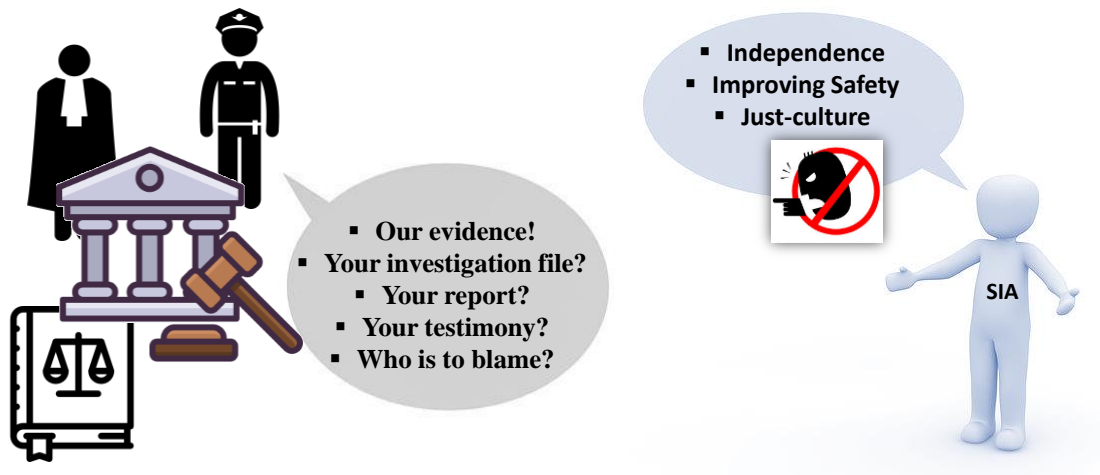 ▪ Our evidence!
▪ Your investigation file?
▪ Your report?
▪ Your testimony?
▪ Who is to blame?
▪ Independence
▪ Improving Safety
▪ Just-culture
SIA